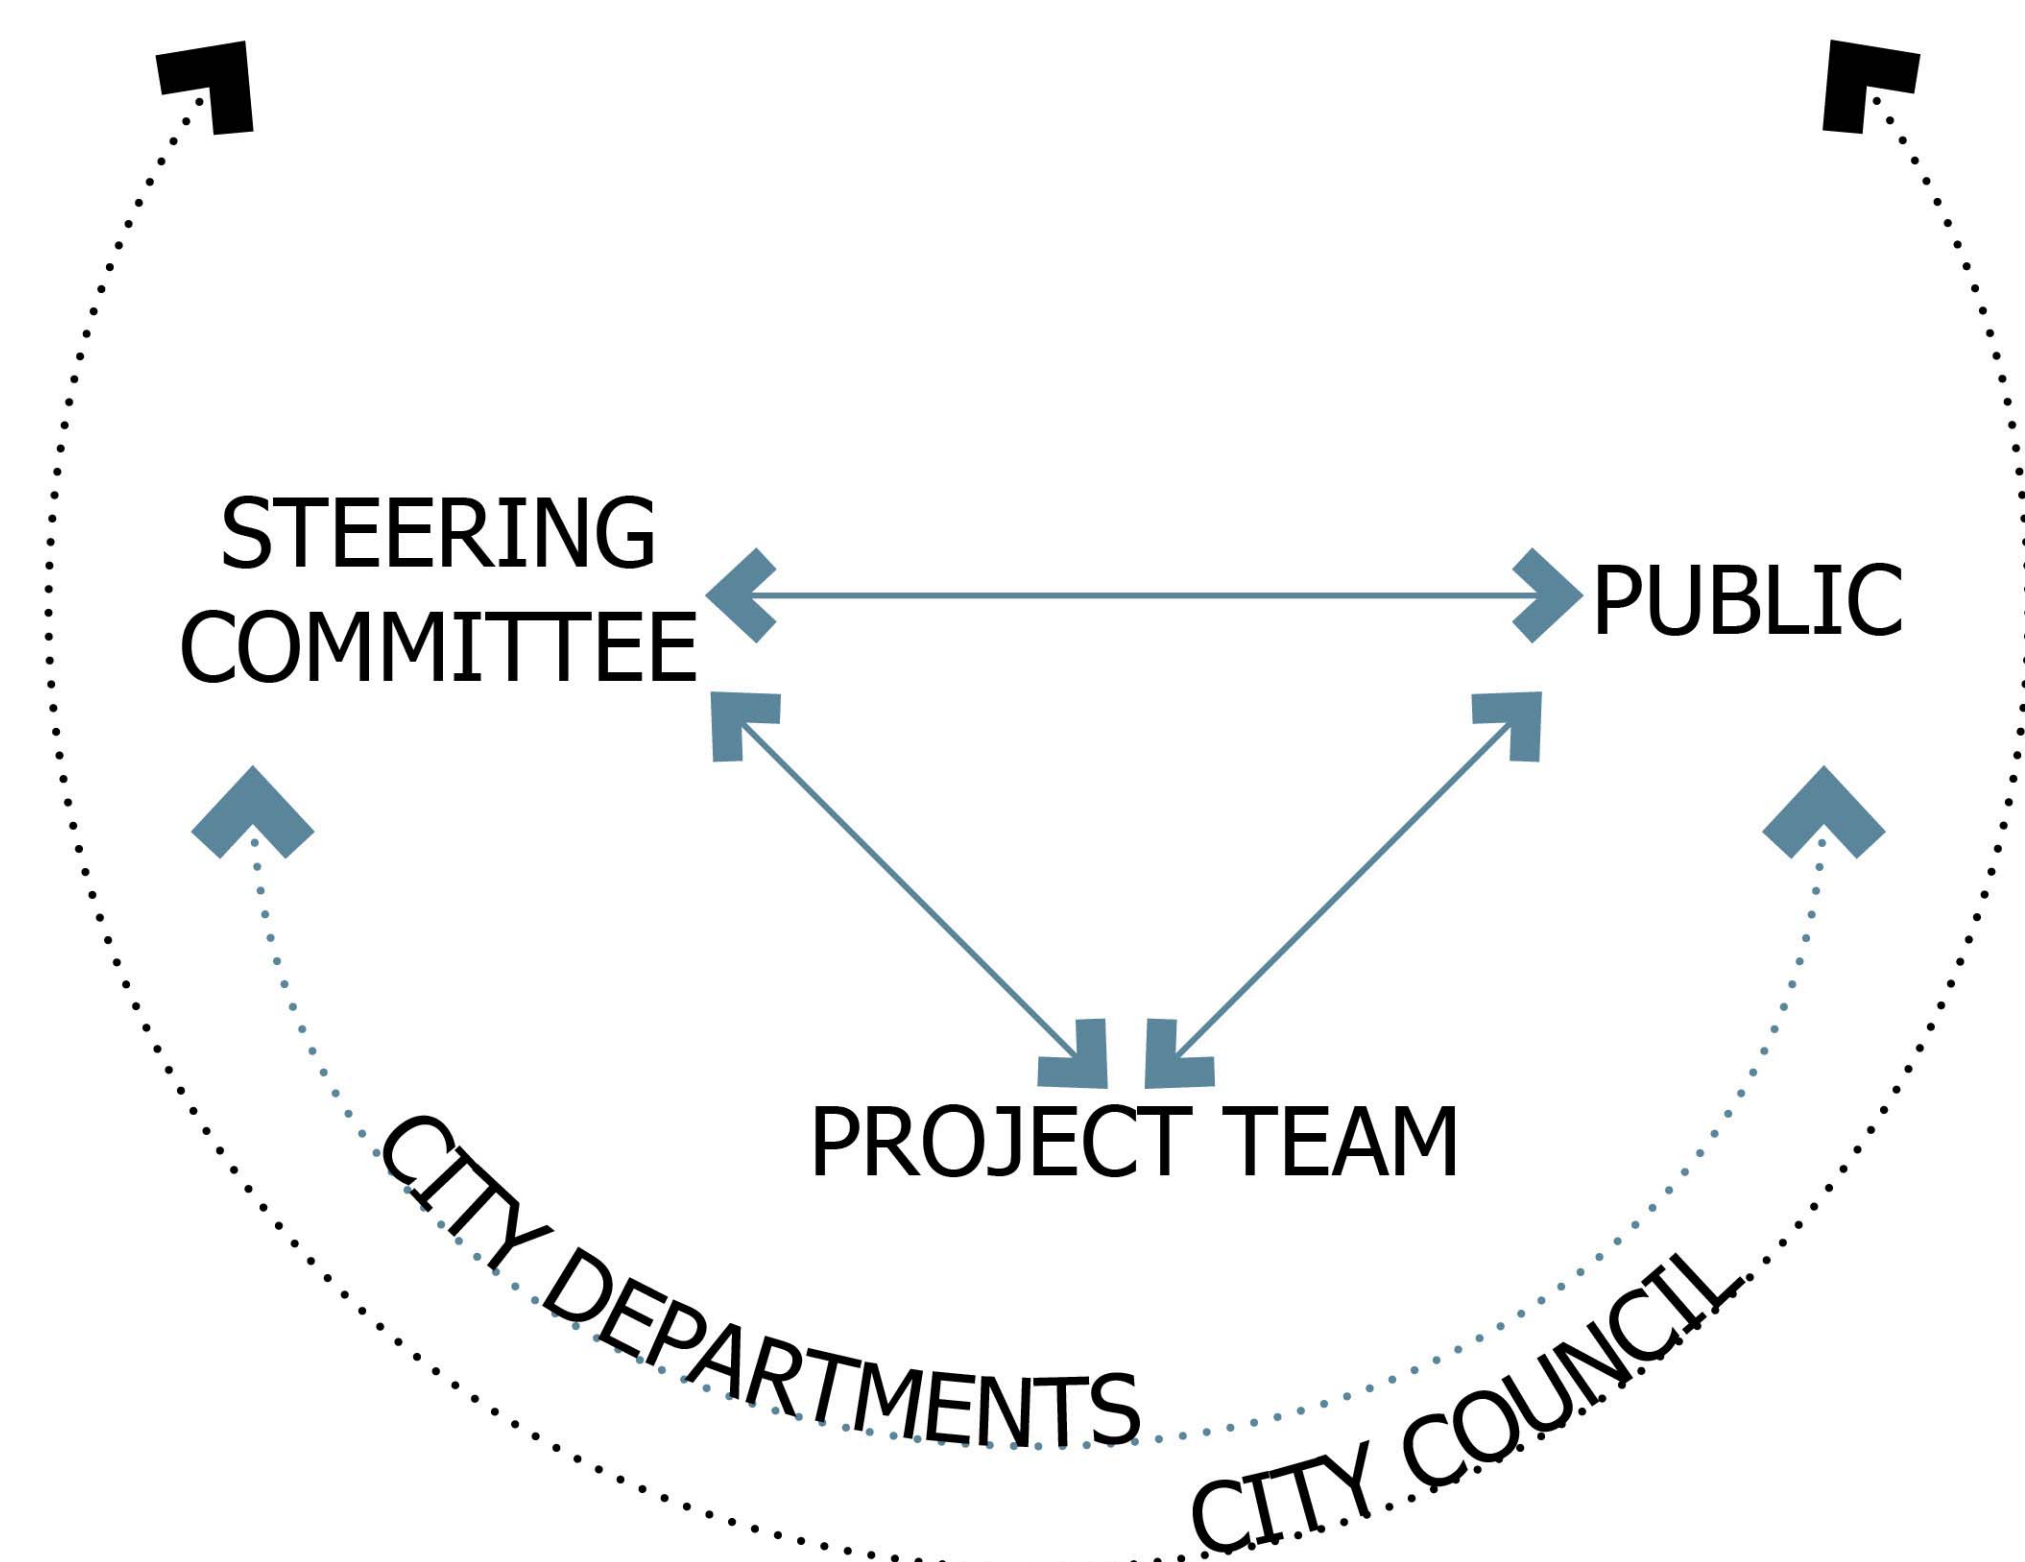 STEERING
COMMITTEE
PUBLIC
PROJECT TEAM
CITY DEPARTMENTS
CITY COUNCIL